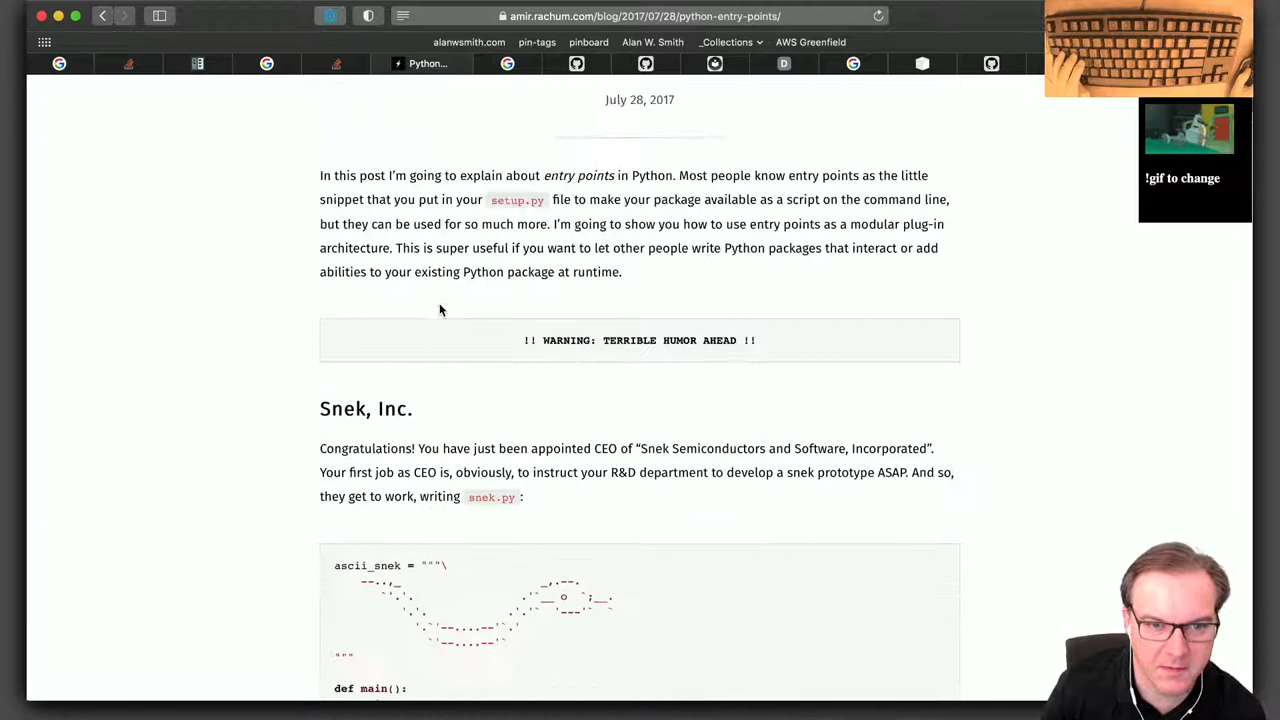 amir.rachum.com/blog/2017/07/28/python-entry-points/
alanwsmith.com pin-tags pinboard Alan W. Smith _Collections AWS Greenfield
Python...
July 28, 2017
In this post I'm going to explain about entry points in Python. Most people know entry points as the little
snippet that you put in your setup.py file to make your package available as a script on the command line,
but they can be used for so much more. I'm going to show you how to use entry points as a modular plug-in
architecture. This is super useful if you want to let other people write Python packages that interact or add
abilities to your existing Python package at runtime.
!! WARNING: TERRIBLE HUMOR AHEAD !!
Snek, Inc.
Congratulations! You have just been appointed CEO of “Snek Semiconductors and Software, Incorporated”.
Your first job as CEO is, obviously, to instruct your R&D department to develop a snek prototype ASAP. And so,
they get to work, writing snek.py:
ascii_snek = """\
"""
def main():
!gif to change